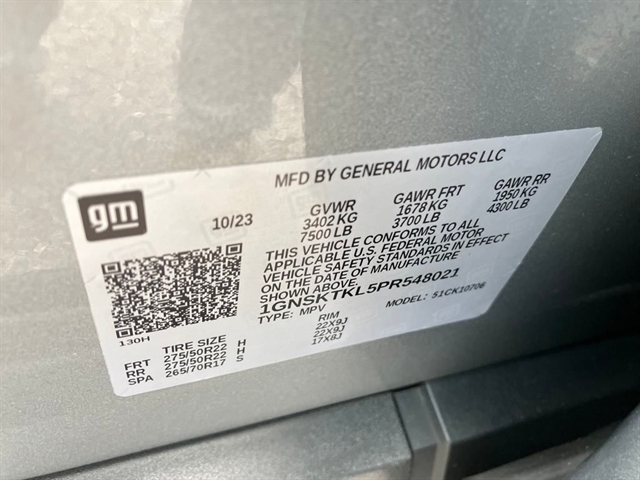 MFD BY GENERAL MOTORS LLC
gm
10/23 GVWR GAWR FRT GAWR RR
3402 KG 1678 KG 1950 KG
7500 LB 3700 LB 4300 LB
THIS VEHICLE CONFORMS TO ALL
APPLICABLE U.S. FEDERAL MOTOR
VEHICLE SAFETY STANDARDS IN EFFECT
ON THE DATE OF MANUFACTURE
1GNSKTKL5PR548021
TYPE: MPV MODEL: 51CK10706
130H
TIRE SIZE RIM
FRT 275/50R22 H 22X9J
RR 275/50R22 H 22X9J
SPA 265/70R17 S 17X8J